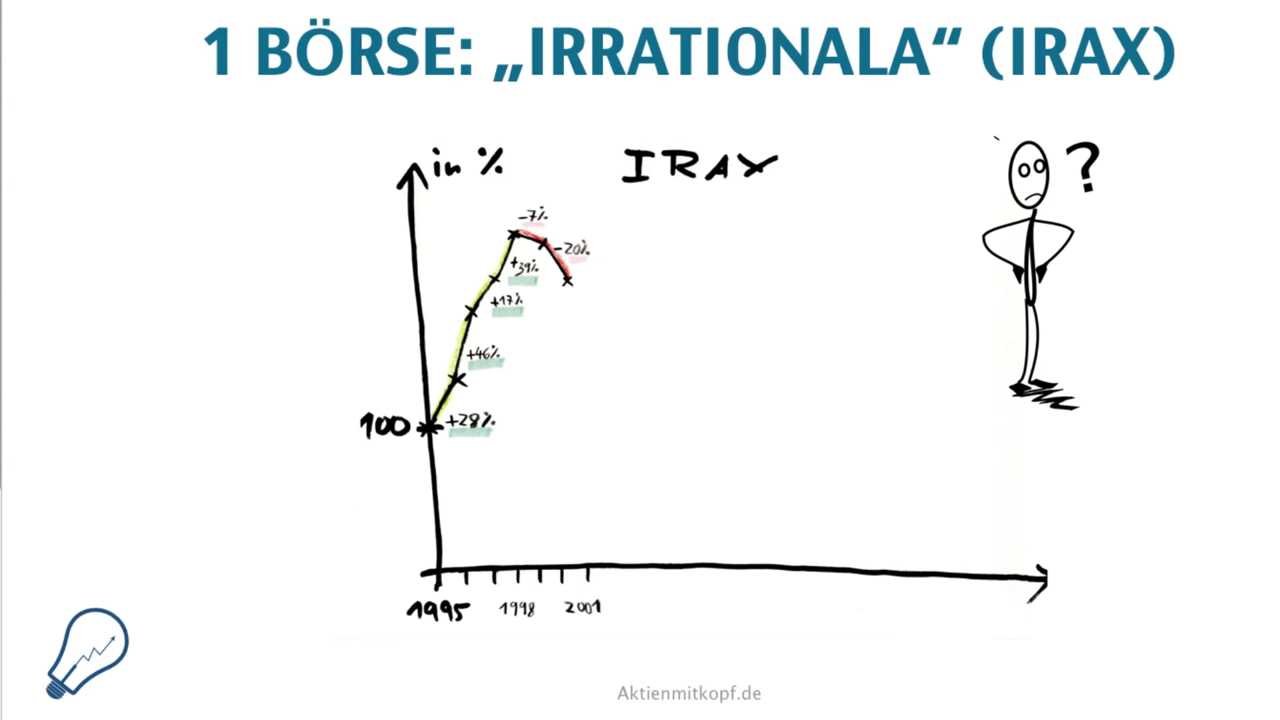 1 BÖRSE: „IRRATIONALA“ (IRAX)
in %
IRAX
?
-7%
-20%
+39%
+17%
+46%
100
+28%
1995
1998
2001
Aktienmitkopf.de